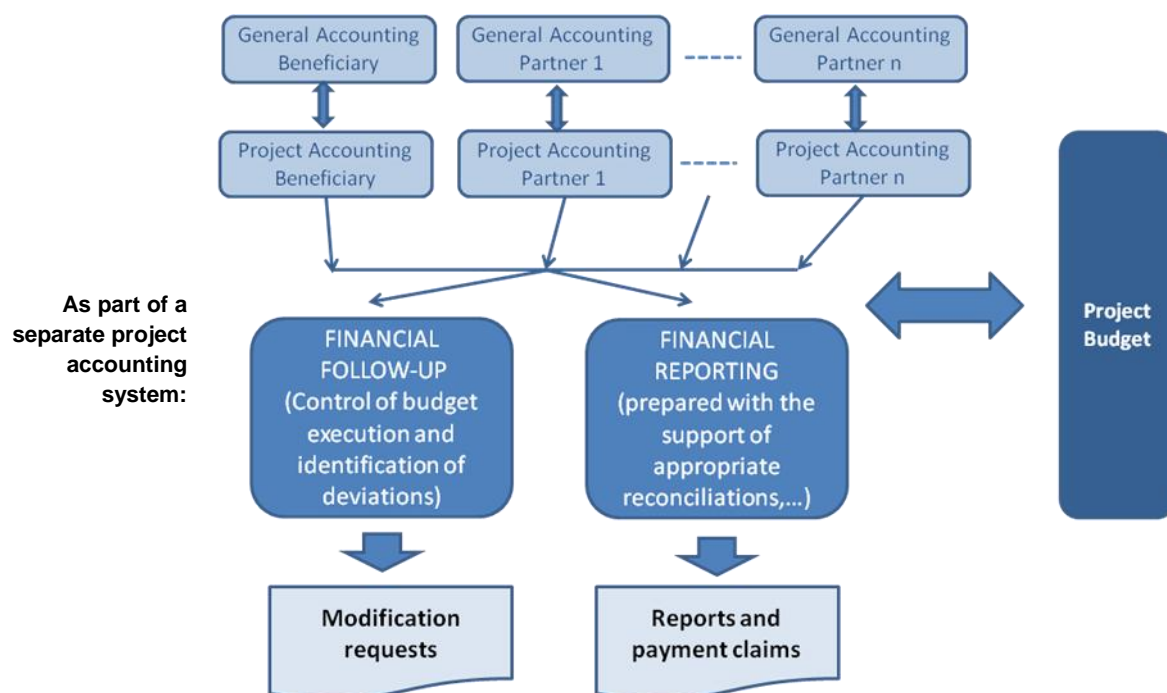 General Accounting
Beneficiary
General Accounting
Partner 1
General Accounting
Partner n
Project Accounting
Beneficiary
Project Accounting
Partner 1
Project Accounting
Partner n
As part of a
separate project
accounting
system:
FINANCIAL
FOLLOW-UP
(Control of budget
execution and
identification of
deviations)
FINANCIAL
REPORTING
(prepared with the
support of
appropriate
reconciliations,...)
Project
Budget
Modification
requests
Reports and
payment claims